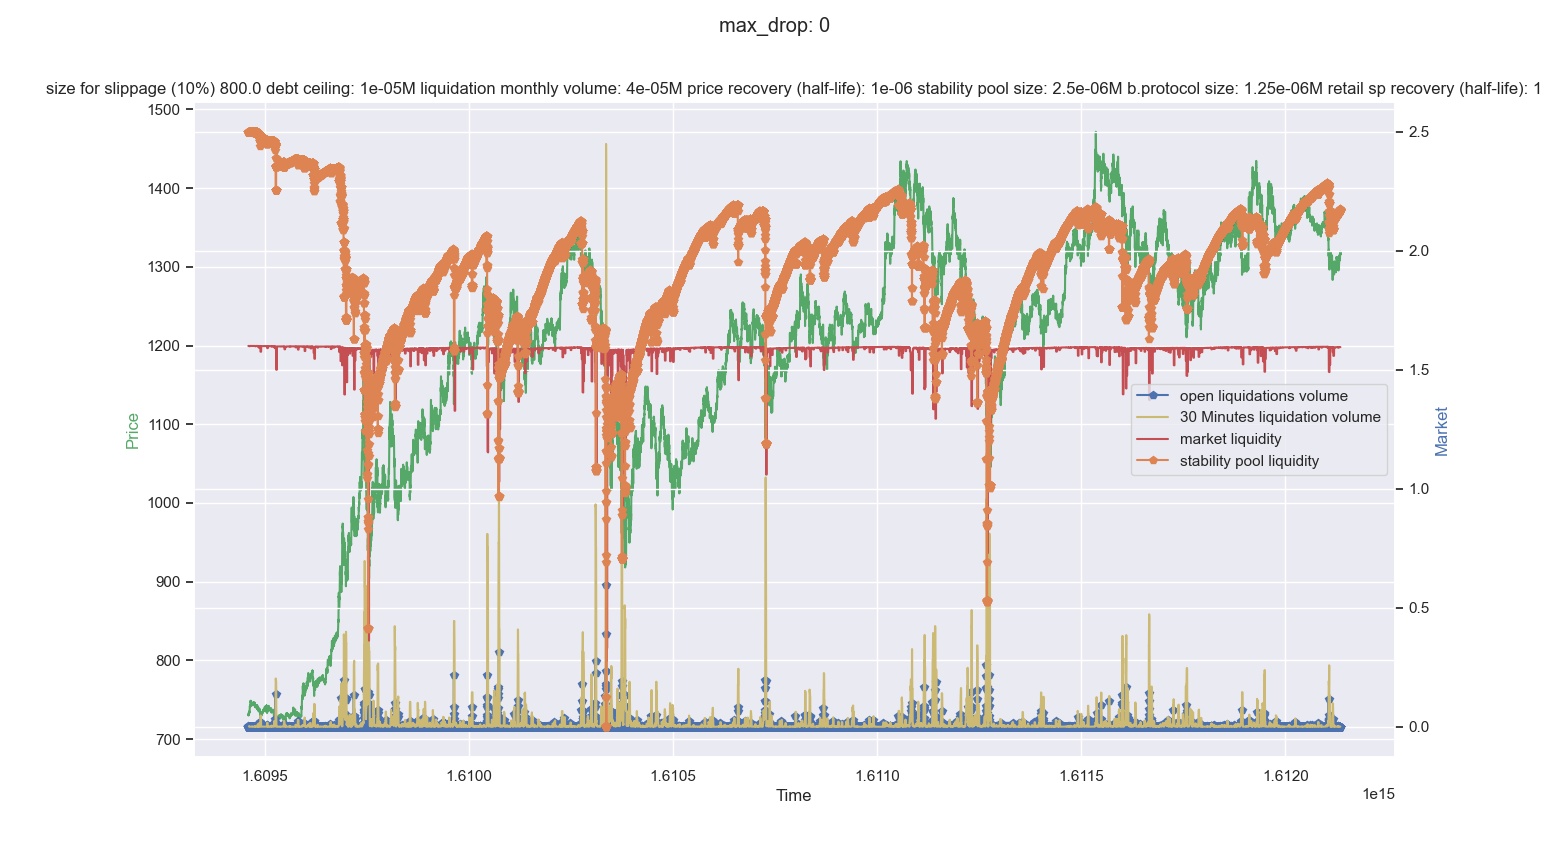 max_drop: 0
size for slippage (10%) 800.0 debt ceiling: 1e-05M liquidation monthly volume: 4e-05M price recovery (half-life): 1e-06 stability pool size: 2.5e-06M b.protocol size: 1.25e-06M retail sp recovery (half-life): 1
1500
1400
1300
1200
1100
1000
900
800
700
Price
2.5
2.0
1.5
1.0
0.5
0.0
Market
open liquidations volume
30 Minutes liquidation volume
market liquidity
stability pool liquidity
1.6095
1.6100
1.6105
1.6110
1.6115
1.6120
1e15
Time